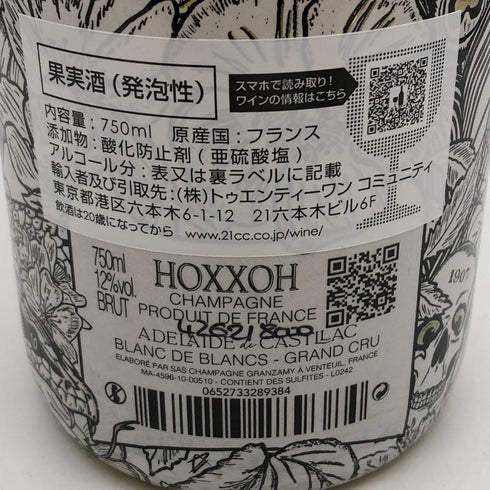 果実酒（発泡性）
スマホで読み取り!
ワインの情報はこちら
内容量：750ml 原産国：フランス
添加物：酸化防止剤（亜硫酸塩）
アルコール分：表又は裏ラベルに記載
輸入者及び引取先：(株)トゥエンティーワン コミュニティ
東京都港区六本木6-1-12 21六本木ビル6F
飲酒は20歳になってから www.21cc.co.jp/wine/
750ml
12%vol.
BRUT
HOXXOH
CHAMPAGNE
PRODUIT DE FRANCE
ADELAIDE de CASTILLAC
BLANC DE BLANCS - GRAND CRU
ELABORÉ PAR SAS CHAMPAGNE GRANZAMY À VENTEUIL, FRANCE
MA-4596-10-00510 - CONTIENT DES SULFITES - L0242
0652733289384
1907